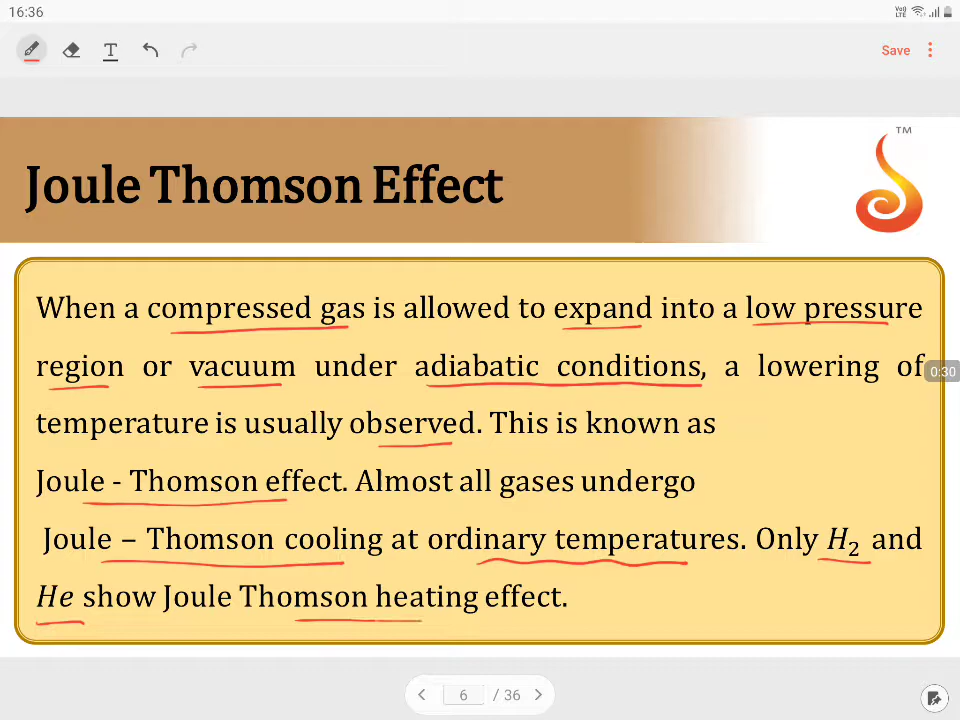 16:36
Vo)) LTE
T
Save
TM
Joule Thomson Effect
When a compressed gas is allowed to expand into a low pressure
region or vacuum under adiabatic conditions, a lowering of
0:30
temperature is usually observed. This is known as
Joule - Thomson effect. Almost all gases undergo
Joule – Thomson cooling at ordinary temperatures. Only H₂ and
He show Joule Thomson heating effect.
6 / 36